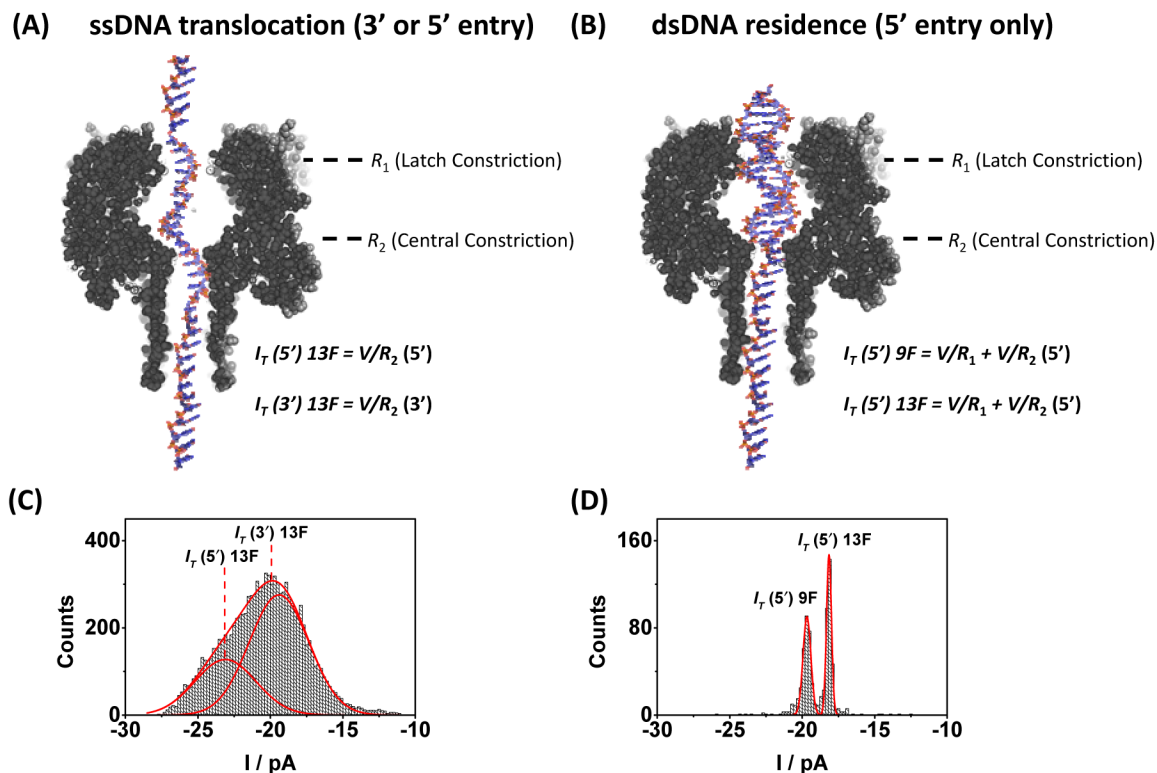 (A) ssDNA translocation (3’ or 5’ entry)
R1 (Latch Constriction)
R2 (Central Constriction)
IT (5’) 13F = V/R2 (5’)
IT (3’) 13F = V/R2 (3’)
(B) dsDNA residence (5’ entry only)
R1 (Latch Constriction)
R2 (Central Constriction)
IT (5’) 9F = V/R1 + V/R2 (5’)
IT (5’) 13F = V/R1 + V/R2 (5’)
(C)
IT (3′) 13F
IT (5′) 13F
400
200
0
Counts
-30 -25 -20 -15 -10
I / pA
(D)
IT (5′) 13F
IT (5′) 9F
160
80
0
Counts
-30 -25 -20 -15 -10
I / pA